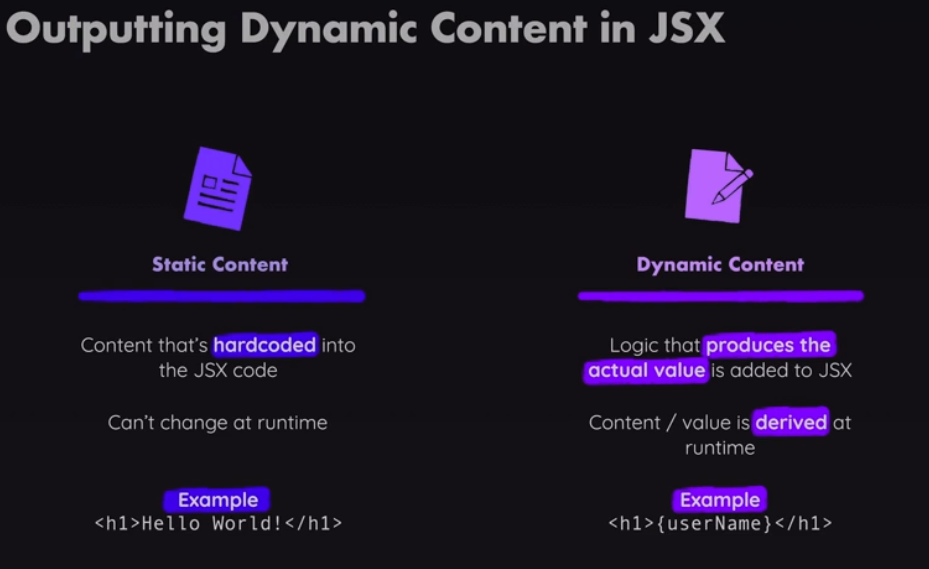 Outputting Dynamic Content in JSX
Static Content
Content that's hardcoded into
the JSX code
Can't change at runtime
Example
<h1>Hello World!</h1>
Dynamic Content
Logic that produces the
actual value is added to JSX
Content / value is derived at
runtime
Example
<h1>{userName}</h1>